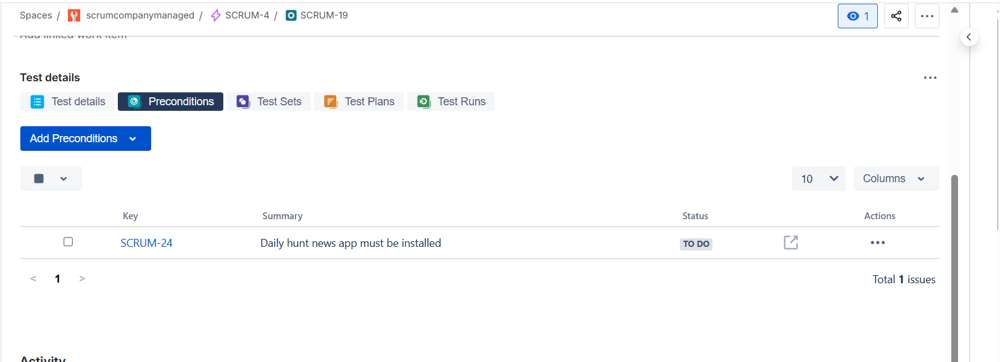 Spaces / scrumcompanymanaged / SCRUM-4 / SCRUM-19
1
Add linked work item
Test details
Test details Preconditions Test Sets Test Plans Test Runs
Add Preconditions
10 Columns
Key Summary Status Actions
SCRUM-24 Daily hunt news app must be installed TO DO
< 1 > Total 1 issues
Activity